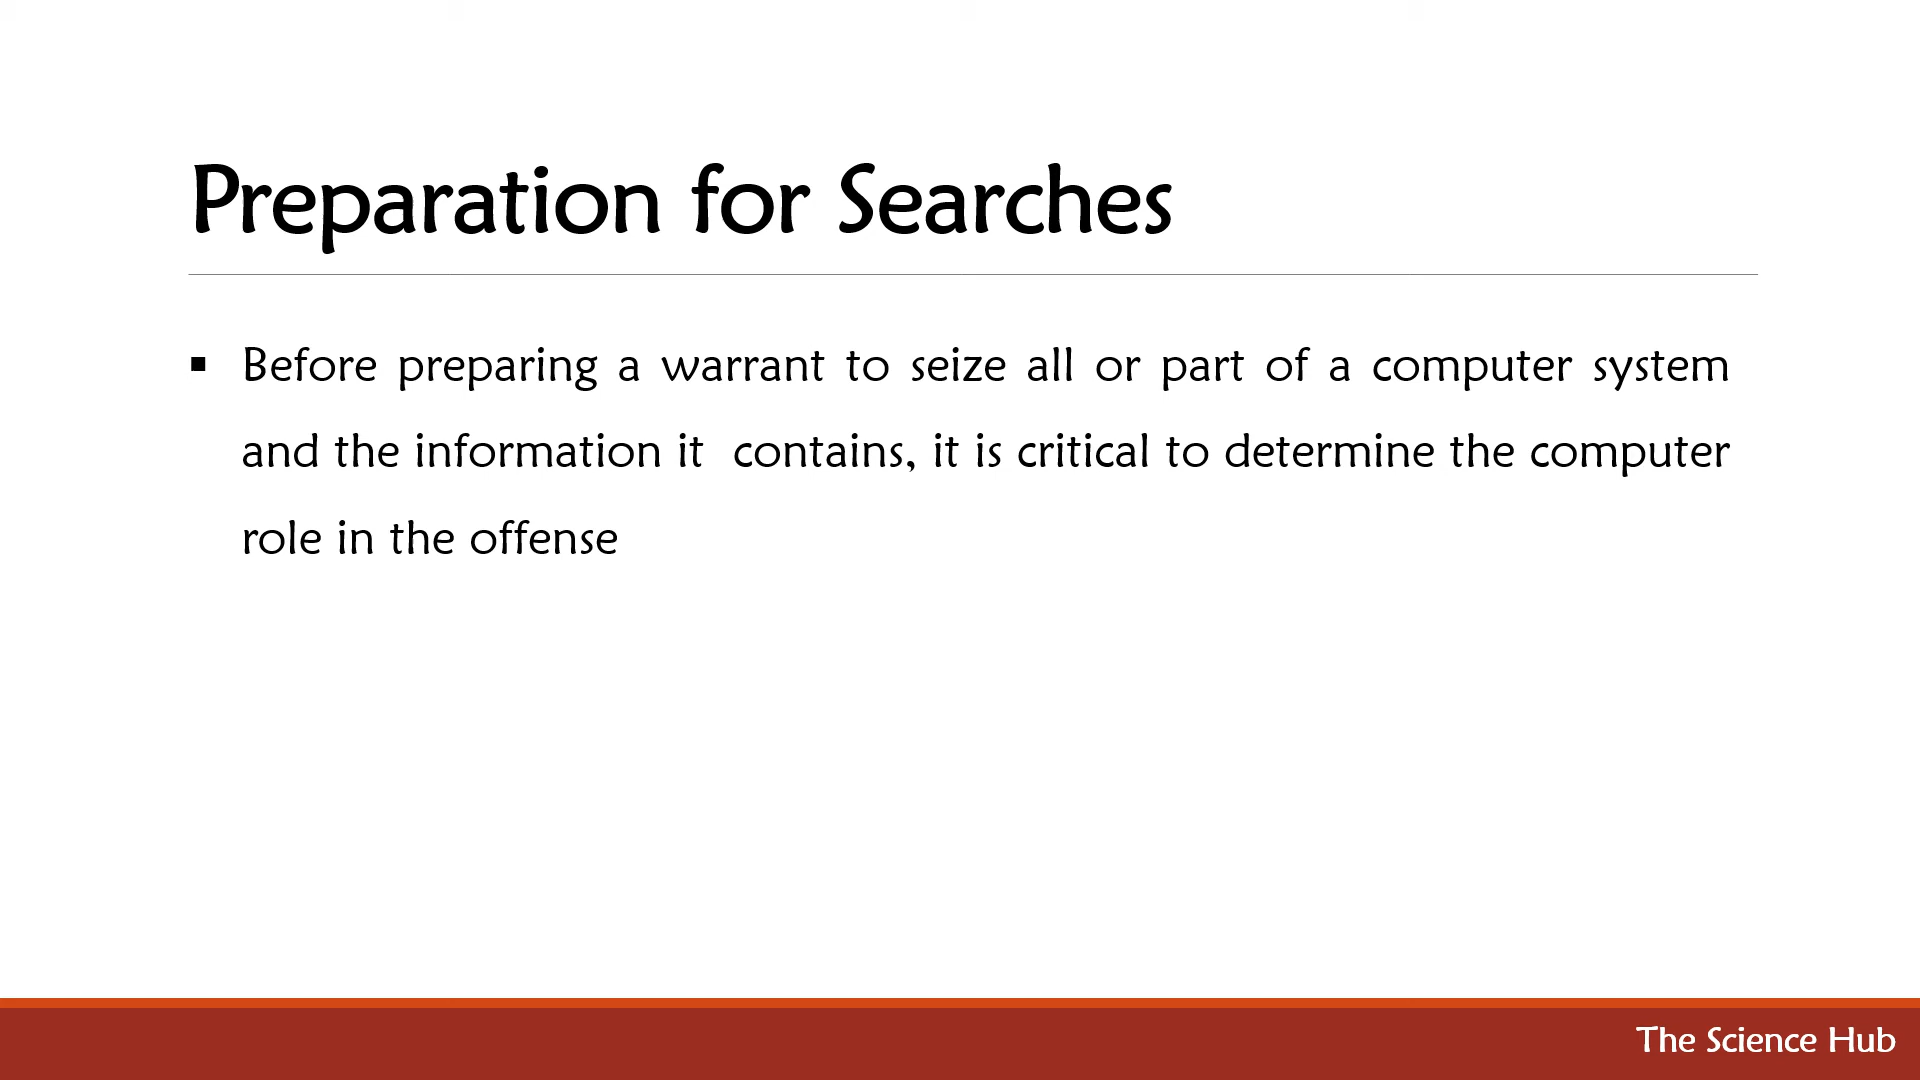 Preparation for Searches
▪ Before preparing a warrant to seize all or part of a computer system
and the information it  contains, it is critical to determine the computer
role in the offense
The Science Hub